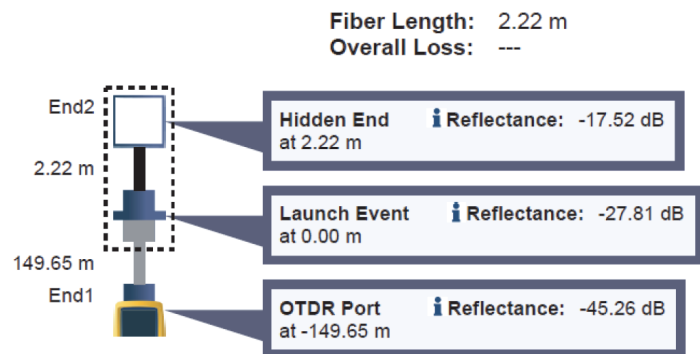 Fiber Length: 2.22 m
Overall Loss: ---
End2
Hidden End i Reflectance: -17.52 dB
at 2.22 m
2.22 m
Launch Event i Reflectance: -27.81 dB
at 0.00 m
149.65 m
End1
OTDR Port i Reflectance: -45.26 dB
at -149.65 m